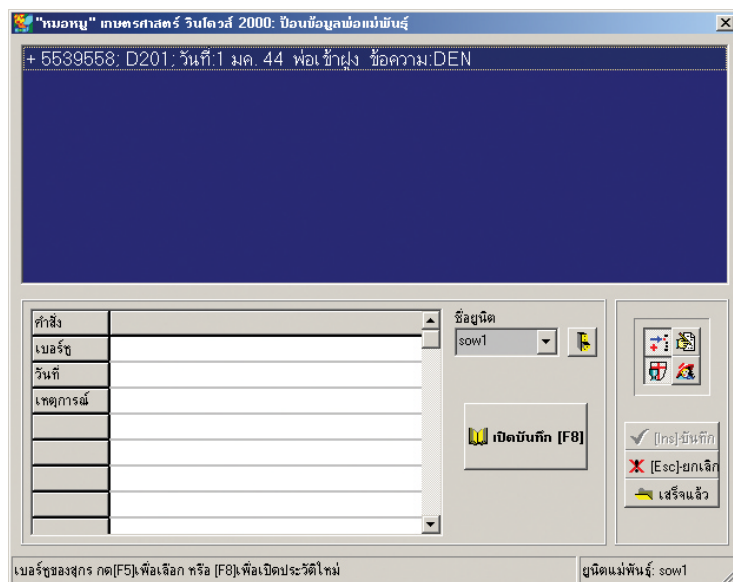 "หมอหมู" เกษตรศาสตร์ วินโดวส์ 2000: ป้อนข้อมูลพ่อแม่พันธุ์
+ 5539558; D201; วันที่:1 มค. 44 พ่อเข้าฝูง ข้อความ:DEN
คำสั่ง
เบอร์หู
วันที่
เหตุการณ์
ชื่อยูนิต
sow1
เปิดบันทึก [F8]
[Ins]-บันทึก
[Esc]-ยกเลิก
เสร็จแล้ว
เบอร์หูของสุกร กด[F5]เพื่อเลือก หรือ [F8]เพื่อเปิดประวัติใหม่
ยูนิตแม่พันธุ์: sow1